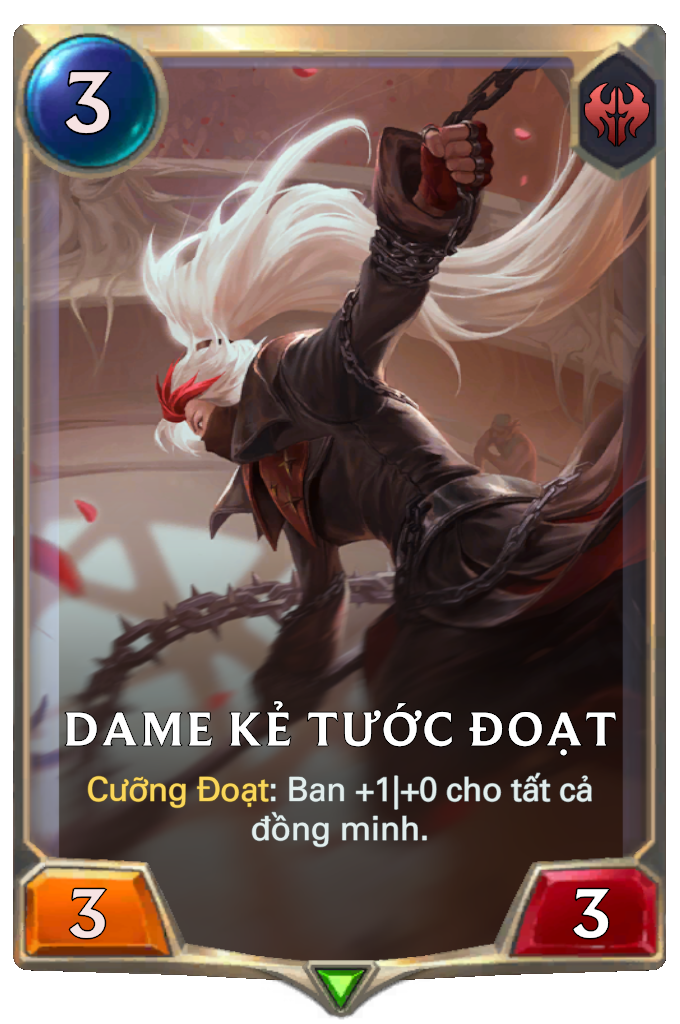 3
DAME KẺ TƯỚC ĐOẠT
Cưỡng Đoạt: Ban +1|+0 cho tất cả
đồng minh.
3
3